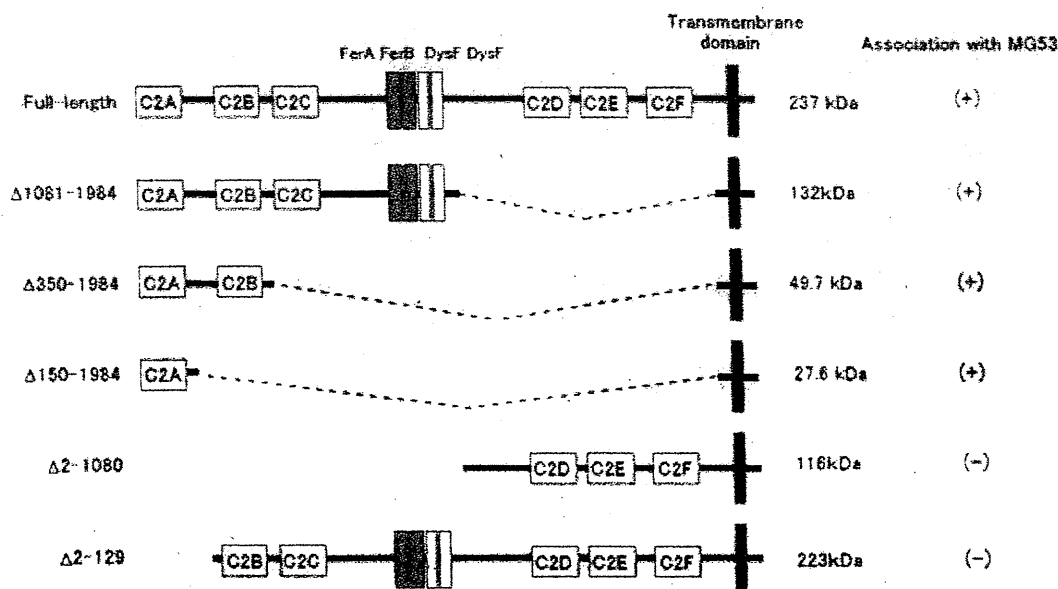 Transmembrane
domain
Association with MG53
FerA FerB DysF DysF
Full-length C2A C2B C2C C2D C2E C2F 237 kDa (+)
Δ1081-1984 C2A C2B C2C 132kDa (+)
Δ350-1984 C2A C2B 49.7 kDa (+)
Δ150-1984 C2A 27.6 kDa (+)
Δ2-1080 C2D C2E C2F 116kDa (-)
Δ2-129 C2B C2C C2D C2E C2F 223kDa (-)